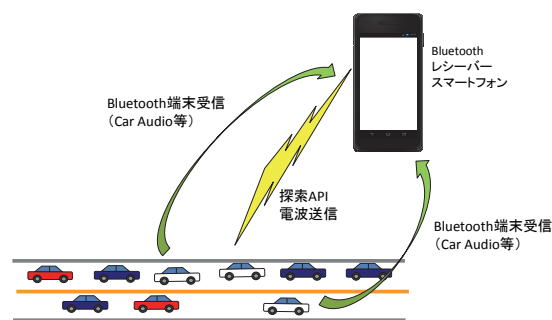 Bluetooth
レシーバー
スマートフォン
Bluetooth端末受信
（Car Audio等）
探索API
電波送信
Bluetooth端末受信
（Car Audio等）